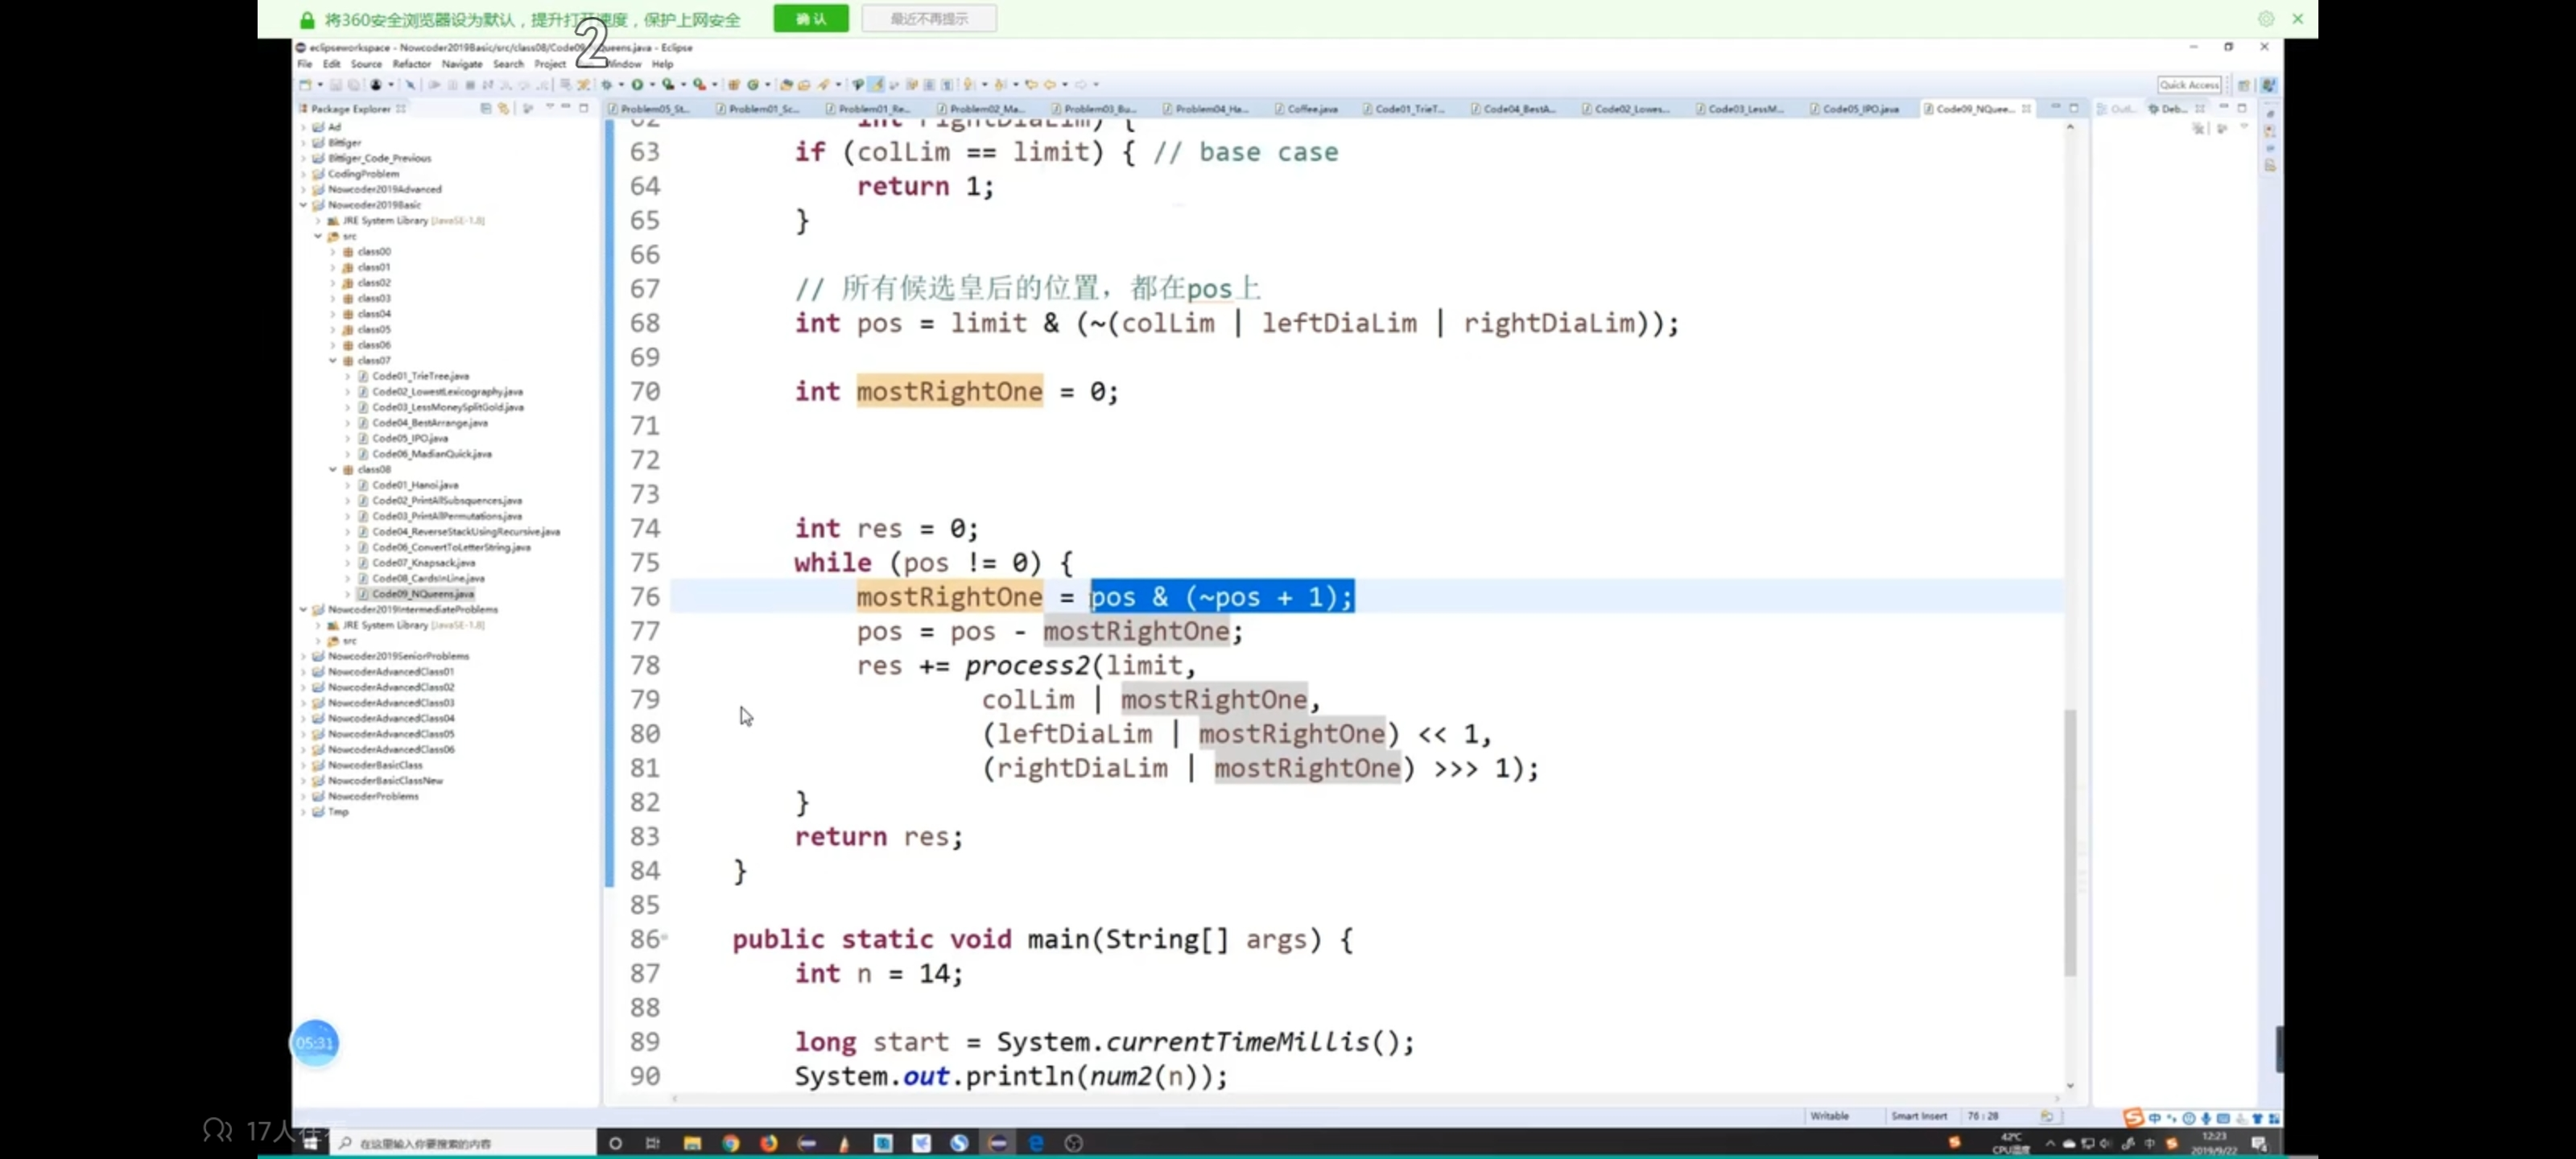 将360安全浏览器设为默认，提升打开速度，保护上网安全 确认 最近不再提示
2
eclipseworkspace - Nowcoder2019Basic/src/class08/Code09_NQueens.java - Eclipse
File Edit Source Refactor Navigate Search Project Window Help
Quick Access
Package Explorer
Problem05_St... Problem01_Sc... Problem01_Re... Problem02_Ma... Problem03_Bu... Problem04_Ha... Coffee.java Code01_TrieT... Code04_BestA... Code02_Lowes... Code03_LessM... Code05_IPO.java Code09_NQuee... Outl... Deb...
Ad
Bittiger
Bittiger_Code_Previous
CodingProblem
Nowcoder2019Advanced
Nowcoder2019Basic
JRE System Library [JavaSE-1.8]
src
class00
class01
class02
class03
class04
class05
class06
class07
Code01_TrieTree.java
Code02_LowestLexicography.java
Code03_LessMoneySplitGold.java
Code04_BestArrange.java
Code05_IPO.java
Code06_MadianQuick.java
class08
Code01_Hanoi.java
Code02_PrintAllSubsquences.java
Code03_PrintAllPermutations.java
Code04_ReverseStackUsingRecursive.java
Code06_ConvertToLetterString.java
Code07_Knapsack.java
Code08_CardsInLine.java
Code09_NQueens.java
Nowcoder2019IntermediateProblems
JRE System Library [JavaSE-1.8]
src
Nowcoder2019SeniorProblems
NowcoderAdvancedClass01
NowcoderAdvancedClass02
NowcoderAdvancedClass03
NowcoderAdvancedClass04
NowcoderAdvancedClass05
NowcoderAdvancedClass06
NowcoderBasicClass
NowcoderBasicClassNew
NowcoderProblems
Tmp
62 int rightDiaLim) {
63 if (colLim == limit) { // base case
64 return 1;
65 }
66
67 // 所有候选皇后的位置，都在pos上
68 int pos = limit & (~(colLim | leftDiaLim | rightDiaLim));
69
70 int mostRightOne = 0;
71
72
73
74 int res = 0;
75 while (pos != 0) {
76 mostRightOne = pos & (~pos + 1);
77 pos = pos - mostRightOne;
78 res += process2(limit,
79 colLim | mostRightOne,
80 (leftDiaLim | mostRightOne) << 1,
81 (rightDiaLim | mostRightOne) >>> 1);
82 }
83 return res;
84 }
85
86 public static void main(String[] args) {
87 int n = 14;
88
89 long start = System.currentTimeMillis();
90 System.out.println(num2(n));
05:31
Writable Smart Insert 76 : 28
中
17人在
在这里输入你要搜索的内容
42℃
CPU温度
中
12:23
2019/9/22